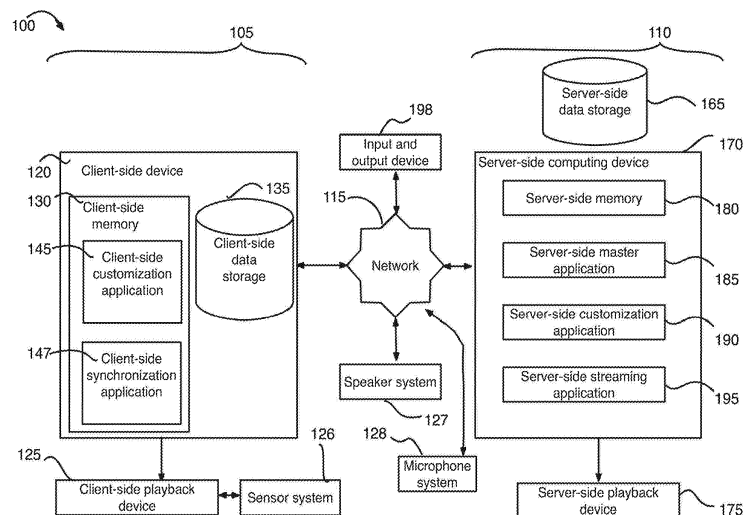 100
105
110
Server-side
data storage
165
198
Input and
output device
170
120
Client-side device
Server-side computing device
130
Client-side
memory
135
115
Server-side memory
180
145
Client-side
customization
application
Client-side
data
storage
Network
Server-side master
application
185
Server-side customization
application
190
147
Client-side
synchronization
application
Speaker system
127
Server-side streaming
application
195
128
Microphone
system
125
126
Client-side playback
device
Sensor system
Server-side playback
device
175